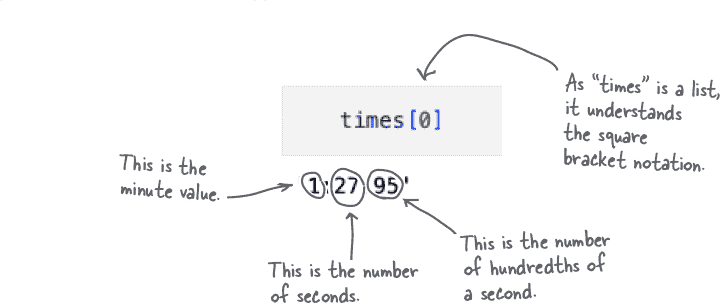 As "times" is a list,
it understands
the square
bracket notation.
times[0]
This is the
minute value.
1:27.95'
This is the number
of seconds.
This is the number
of hundredths of
a second.